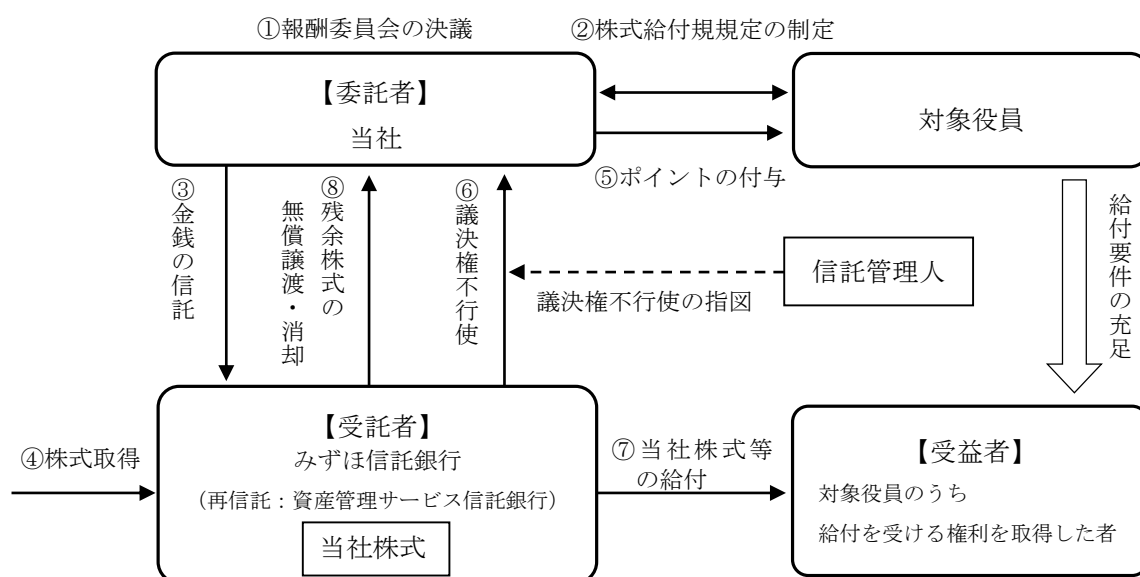 ①報酬委員会の決議
②株式給付規規定の制定
【委託者】
当社
対象役員
⑤ポイントの付与
③金銭の信託
⑧残余株式の
無償譲渡・消却
⑥議決権不行使
信託管理人
議決権不行使の指図
給付要件の充足
④株式取得
【受託者】
みずほ信託銀行
(再信託：資産管理サービス信託銀行)
当社株式
⑦当社株式等
の給付
【受益者】
対象役員のうち
給付を受ける権利を取得した者